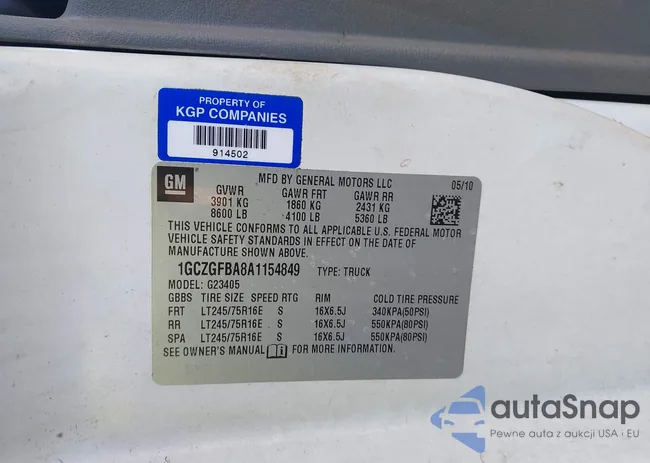 PROPERTY OF
KGP COMPANIES
914502
GM
MFD BY GENERAL MOTORS LLC 05/10
GVWR GAWR FRT GAWR RR
3901 KG 1860 KG 2431 KG
8600 LB 4100 LB 5360 LB
THIS VEHICLE CONFORMS TO ALL APPLICABLE U.S. FEDERAL MOTOR
VEHICLE SAFETY STANDARDS IN EFFECT ON THE DATE OF
MANUFACTURE SHOWN ABOVE.
1GCZGFBA8A1154849 TYPE: TRUCK
MODEL: G23405
GBBS TIRE SIZE SPEED RTG RIM COLD TIRE PRESSURE
FRT LT245/75R16E S 16X6.5J 340KPA(50PSI)
RR LT245/75R16E S 16X6.5J 550KPA(80PSI)
SPA LT245/75R16E S 16X6.5J 550KPA(80PSI)
SEE OWNER'S MANUAL FOR MORE INFORMATION.
autaSnap
Pewne auta z aukcji USA i EU